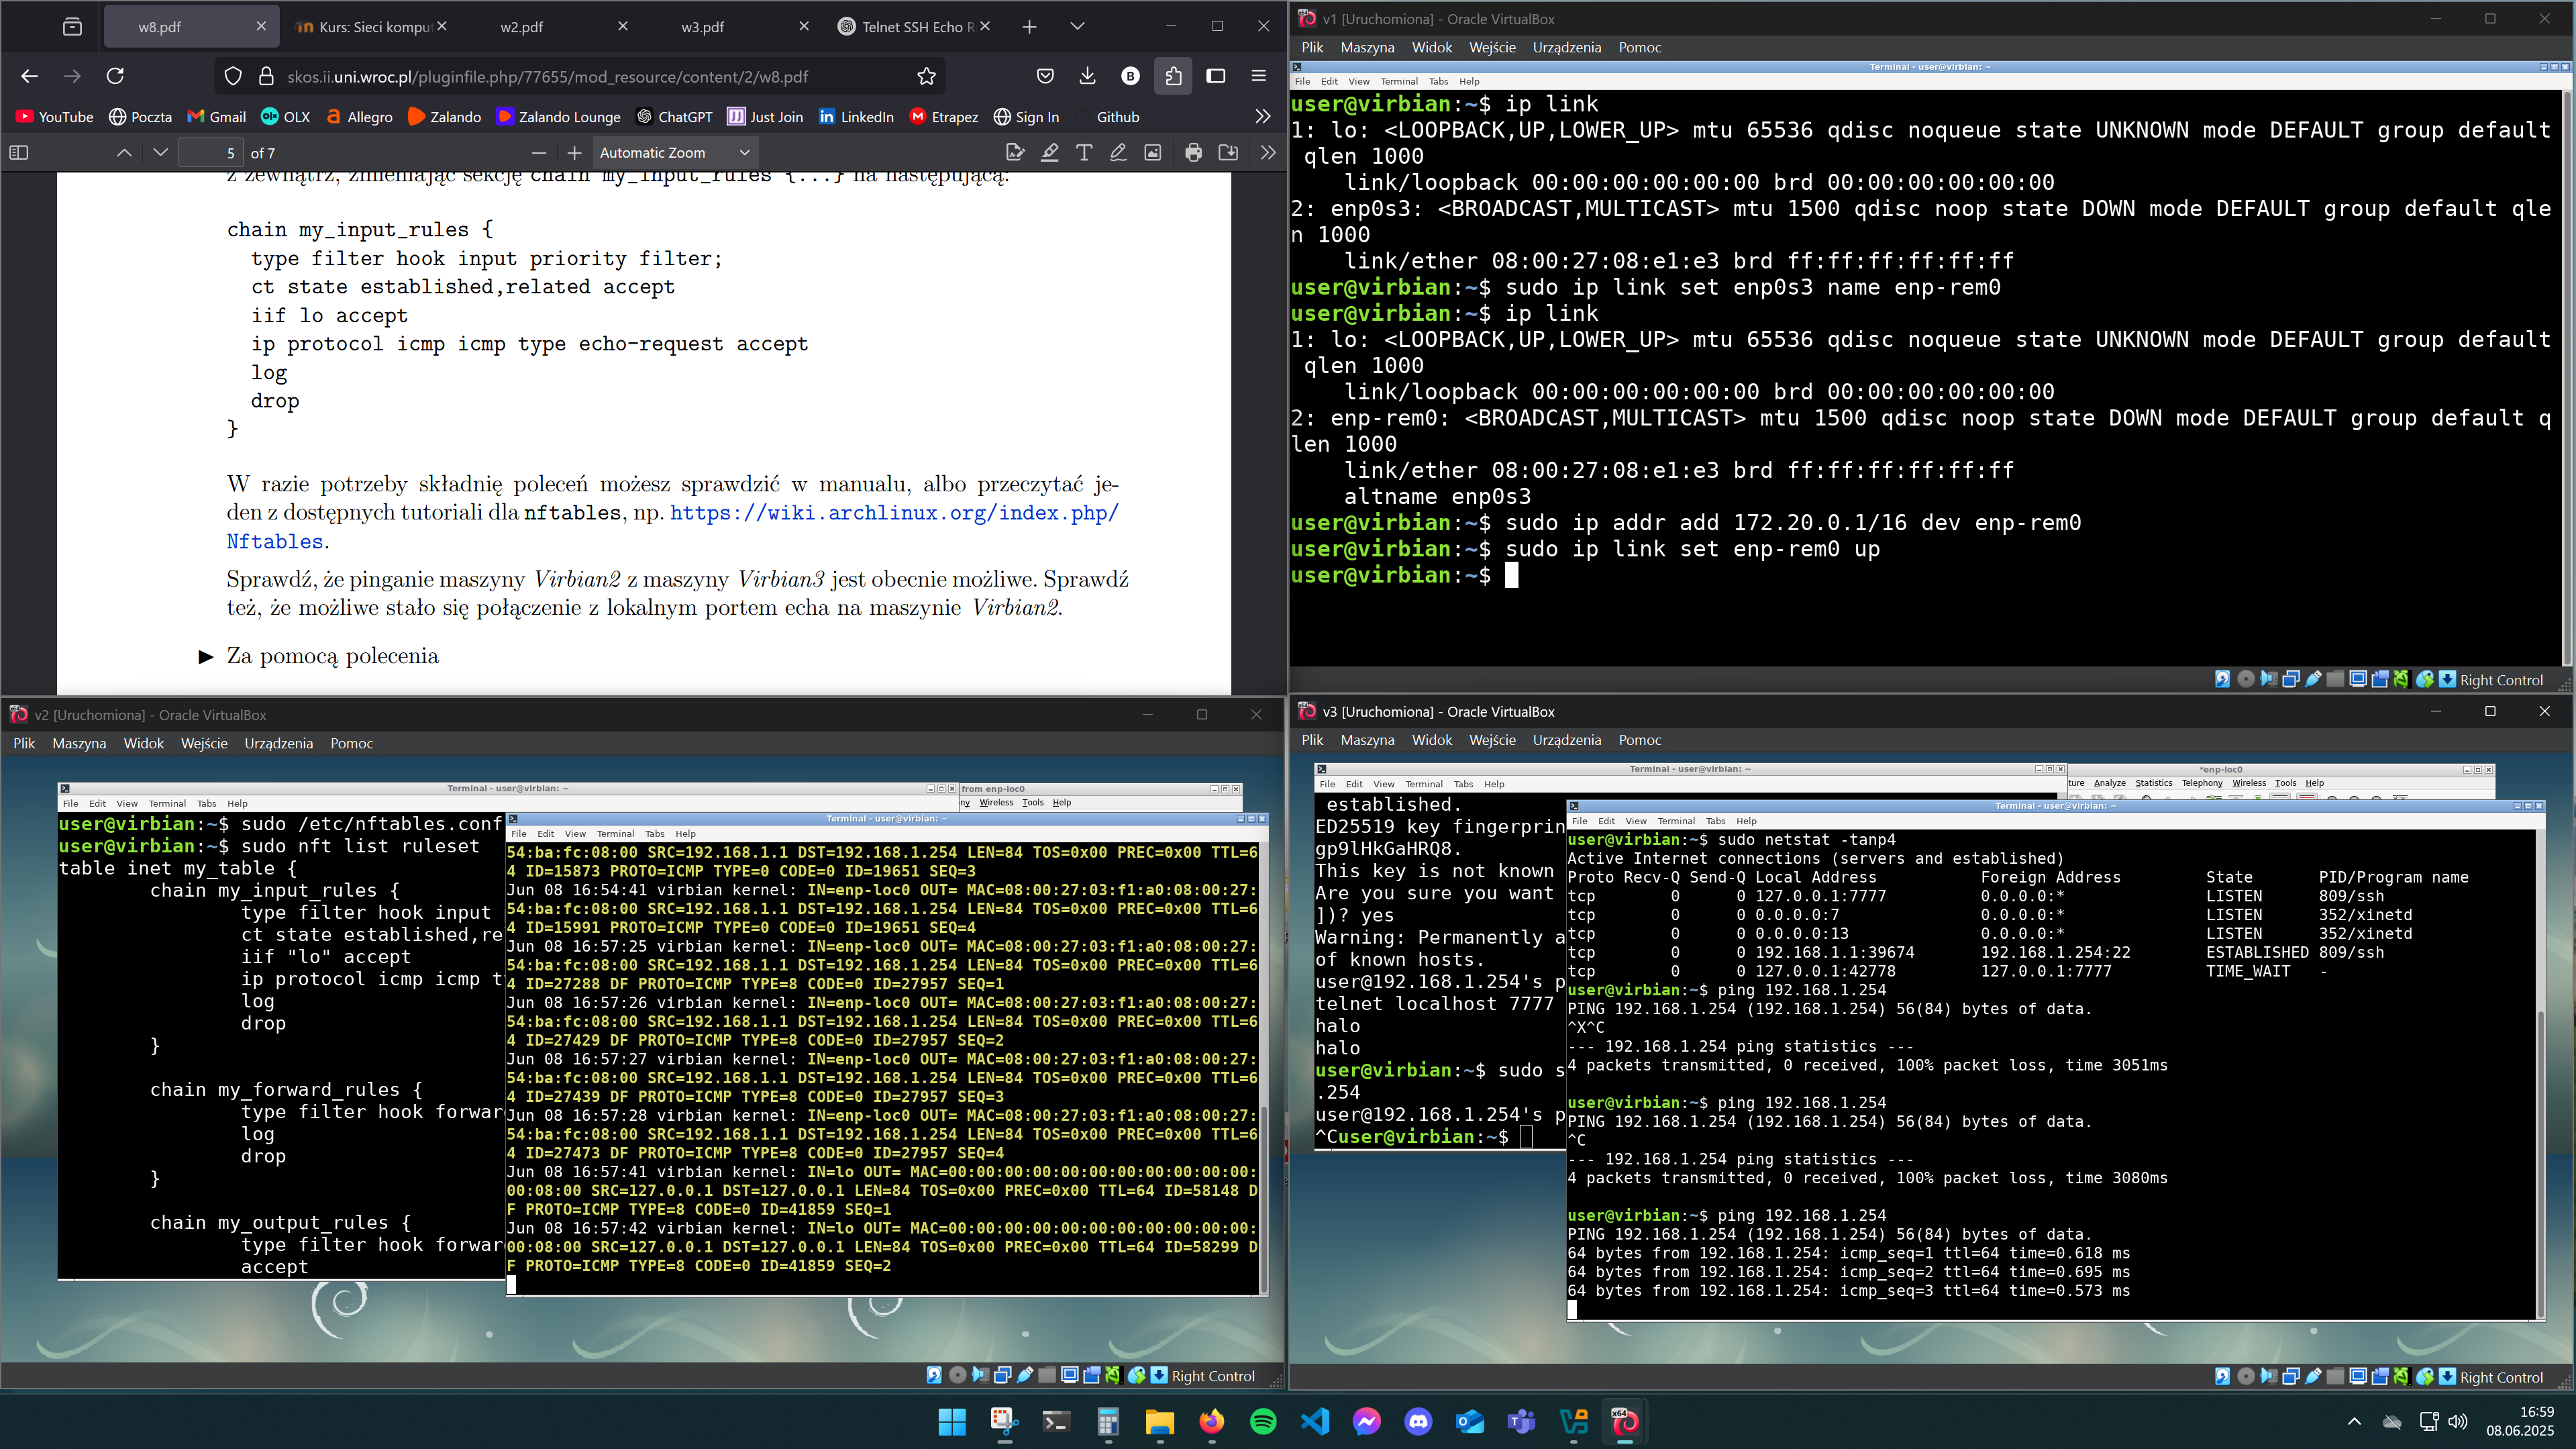 w8.pdf
Kurs: Sieci komput
w2.pdf
w3.pdf
Telnet SSH Echo R
skos.ii.uni.wroc.pl/pluginfile.php/77655/mod_resource/content/2/w8.pdf
YouTube Poczta Gmail OLX Allegro Zalando Zalando Lounge ChatGPT Just Join LinkedIn Etrapez Sign In Github
5 of 7 Automatic Zoom
z zewnątrz, zmieniając sekcję chain my_input_rules {...} na następującą:
chain my_input_rules {
type filter hook input priority filter;
ct state established,related accept
iif lo accept
ip protocol icmp icmp type echo-request accept
log
drop
}
W razie potrzeby składnię poleceń możesz sprawdzić w manualu, albo przeczytać je-
den z dostępnych tutoriali dla nftables, np. https://wiki.archlinux.org/index.php/
Nftables.
Sprawdź, że pinganie maszyny Virbian2 z maszyny Virbian3 jest obecnie możliwe. Sprawdź
też, że możliwe stało się połączenie z lokalnym portem echa na maszynie Virbian2.
► Za pomocą polecenia
v1 [Uruchomiona] - Oracle VirtualBox
Plik Maszyna Widok Wejście Urządzenia Pomoc
Terminal - user@virbian: ~
File Edit View Terminal Tabs Help
user@virbian:~$ ip link
1: lo: <LOOPBACK,UP,LOWER_UP> mtu 65536 qdisc noqueue state UNKNOWN mode DEFAULT group default
qlen 1000
link/loopback 00:00:00:00:00:00 brd 00:00:00:00:00:00
2: enp0s3: <BROADCAST,MULTICAST> mtu 1500 qdisc noop state DOWN mode DEFAULT group default qle
n 1000
link/ether 08:00:27:08:e1:e3 brd ff:ff:ff:ff:ff:ff
user@virbian:~$ sudo ip link set enp0s3 name enp-rem0
user@virbian:~$ ip link
1: lo: <LOOPBACK,UP,LOWER_UP> mtu 65536 qdisc noqueue state UNKNOWN mode DEFAULT group default
qlen 1000
link/loopback 00:00:00:00:00:00 brd 00:00:00:00:00:00
2: enp-rem0: <BROADCAST,MULTICAST> mtu 1500 qdisc noop state DOWN mode DEFAULT group default q
len 1000
link/ether 08:00:27:08:e1:e3 brd ff:ff:ff:ff:ff:ff
altname enp0s3
user@virbian:~$ sudo ip addr add 172.20.0.1/16 dev enp-rem0
user@virbian:~$ sudo ip link set enp-rem0 up
user@virbian:~$
Right Control
v2 [Uruchomiona] - Oracle VirtualBox
Plik Maszyna Widok Wejście Urządzenia Pomoc
Terminal - user@virbian: ~
File Edit View Terminal Tabs Help
user@virbian:~$ sudo /etc/nftables.conf
user@virbian:~$ sudo nft list ruleset
table inet my_table {
chain my_input_rules {
type filter hook input
ct state established,re
iif "lo" accept
ip protocol icmp icmp t
log
drop
}
chain my_forward_rules {
type filter hook forwar
log
drop
}
chain my_output_rules {
type filter hook forwar
accept
from enp-loc0
ny Wireless Tools Help
Terminal - user@virbian: ~
File Edit View Terminal Tabs Help
54:ba:fc:08:00 SRC=192.168.1.1 DST=192.168.1.254 LEN=84 TOS=0x00 PREC=0x00 TTL=6
4 ID=15873 PROTO=ICMP TYPE=0 CODE=0 ID=19651 SEQ=3
Jun 08 16:54:41 virbian kernel: IN=enp-loc0 OUT= MAC=08:00:27:03:f1:a0:08:00:27:
54:ba:fc:08:00 SRC=192.168.1.1 DST=192.168.1.254 LEN=84 TOS=0x00 PREC=0x00 TTL=6
4 ID=15991 PROTO=ICMP TYPE=0 CODE=0 ID=19651 SEQ=4
Jun 08 16:57:25 virbian kernel: IN=enp-loc0 OUT= MAC=08:00:27:03:f1:a0:08:00:27:
54:ba:fc:08:00 SRC=192.168.1.1 DST=192.168.1.254 LEN=84 TOS=0x00 PREC=0x00 TTL=6
4 ID=27288 DF PROTO=ICMP TYPE=8 CODE=0 ID=27957 SEQ=1
Jun 08 16:57:26 virbian kernel: IN=enp-loc0 OUT= MAC=08:00:27:03:f1:a0:08:00:27:
54:ba:fc:08:00 SRC=192.168.1.1 DST=192.168.1.254 LEN=84 TOS=0x00 PREC=0x00 TTL=6
4 ID=27429 DF PROTO=ICMP TYPE=8 CODE=0 ID=27957 SEQ=2
Jun 08 16:57:27 virbian kernel: IN=enp-loc0 OUT= MAC=08:00:27:03:f1:a0:08:00:27:
54:ba:fc:08:00 SRC=192.168.1.1 DST=192.168.1.254 LEN=84 TOS=0x00 PREC=0x00 TTL=6
4 ID=27439 DF PROTO=ICMP TYPE=8 CODE=0 ID=27957 SEQ=3
Jun 08 16:57:28 virbian kernel: IN=enp-loc0 OUT= MAC=08:00:27:03:f1:a0:08:00:27:
54:ba:fc:08:00 SRC=192.168.1.1 DST=192.168.1.254 LEN=84 TOS=0x00 PREC=0x00 TTL=6
4 ID=27473 DF PROTO=ICMP TYPE=8 CODE=0 ID=27957 SEQ=4
Jun 08 16:57:41 virbian kernel: IN=lo OUT= MAC=00:00:00:00:00:00:00:00:00:00:00:
00:08:00 SRC=127.0.0.1 DST=127.0.0.1 LEN=84 TOS=0x00 PREC=0x00 TTL=64 ID=58148 D
F PROTO=ICMP TYPE=8 CODE=0 ID=41859 SEQ=1
Jun 08 16:57:42 virbian kernel: IN=lo OUT= MAC=00:00:00:00:00:00:00:00:00:00:00:
00:08:00 SRC=127.0.0.1 DST=127.0.0.1 LEN=84 TOS=0x00 PREC=0x00 TTL=64 ID=58299 D
F PROTO=ICMP TYPE=8 CODE=0 ID=41859 SEQ=2
Right Control
v3 [Uruchomiona] - Oracle VirtualBox
Plik Maszyna Widok Wejście Urządzenia Pomoc
Terminal - user@virbian: ~
File Edit View Terminal Tabs Help
established.
ED25519 key fingerprin
gp9lHkGaHRQ8.
This key is not known
Are you sure you want
])? yes
Warning: Permanently a
of known hosts.
user@192.168.1.254's p
telnet localhost 7777
halo
halo
user@virbian:~$ sudo s
.254
user@192.168.1.254's p
^Cuser@virbian:~$
*enp-loc0
ture Analyze Statistics Telephony Wireless Tools Help
Terminal - user@virbian: ~
File Edit View Terminal Tabs Help
user@virbian:~$ sudo netstat -tanp4
Active Internet connections (servers and established)
Proto Recv-Q Send-Q Local Address Foreign Address State PID/Program name
tcp 0 0 127.0.0.1:7777 0.0.0.0:* LISTEN 809/ssh
tcp 0 0 0.0.0.0:7 0.0.0.0:* LISTEN 352/xinetd
tcp 0 0 0.0.0.0:13 0.0.0.0:* LISTEN 352/xinetd
tcp 0 0 192.168.1.1:39674 192.168.1.254:22 ESTABLISHED 809/ssh
tcp 0 0 127.0.0.1:42778 127.0.0.1:7777 TIME_WAIT -
user@virbian:~$ ping 192.168.1.254
PING 192.168.1.254 (192.168.1.254) 56(84) bytes of data.
^X^C
--- 192.168.1.254 ping statistics ---
4 packets transmitted, 0 received, 100% packet loss, time 3051ms
user@virbian:~$ ping 192.168.1.254
PING 192.168.1.254 (192.168.1.254) 56(84) bytes of data.
^C
--- 192.168.1.254 ping statistics ---
4 packets transmitted, 0 received, 100% packet loss, time 3080ms
user@virbian:~$ ping 192.168.1.254
PING 192.168.1.254 (192.168.1.254) 56(84) bytes of data.
64 bytes from 192.168.1.254: icmp_seq=1 ttl=64 time=0.618 ms
64 bytes from 192.168.1.254: icmp_seq=2 ttl=64 time=0.695 ms
64 bytes from 192.168.1.254: icmp_seq=3 ttl=64 time=0.573 ms
Right Control
16:59
08.06.2025